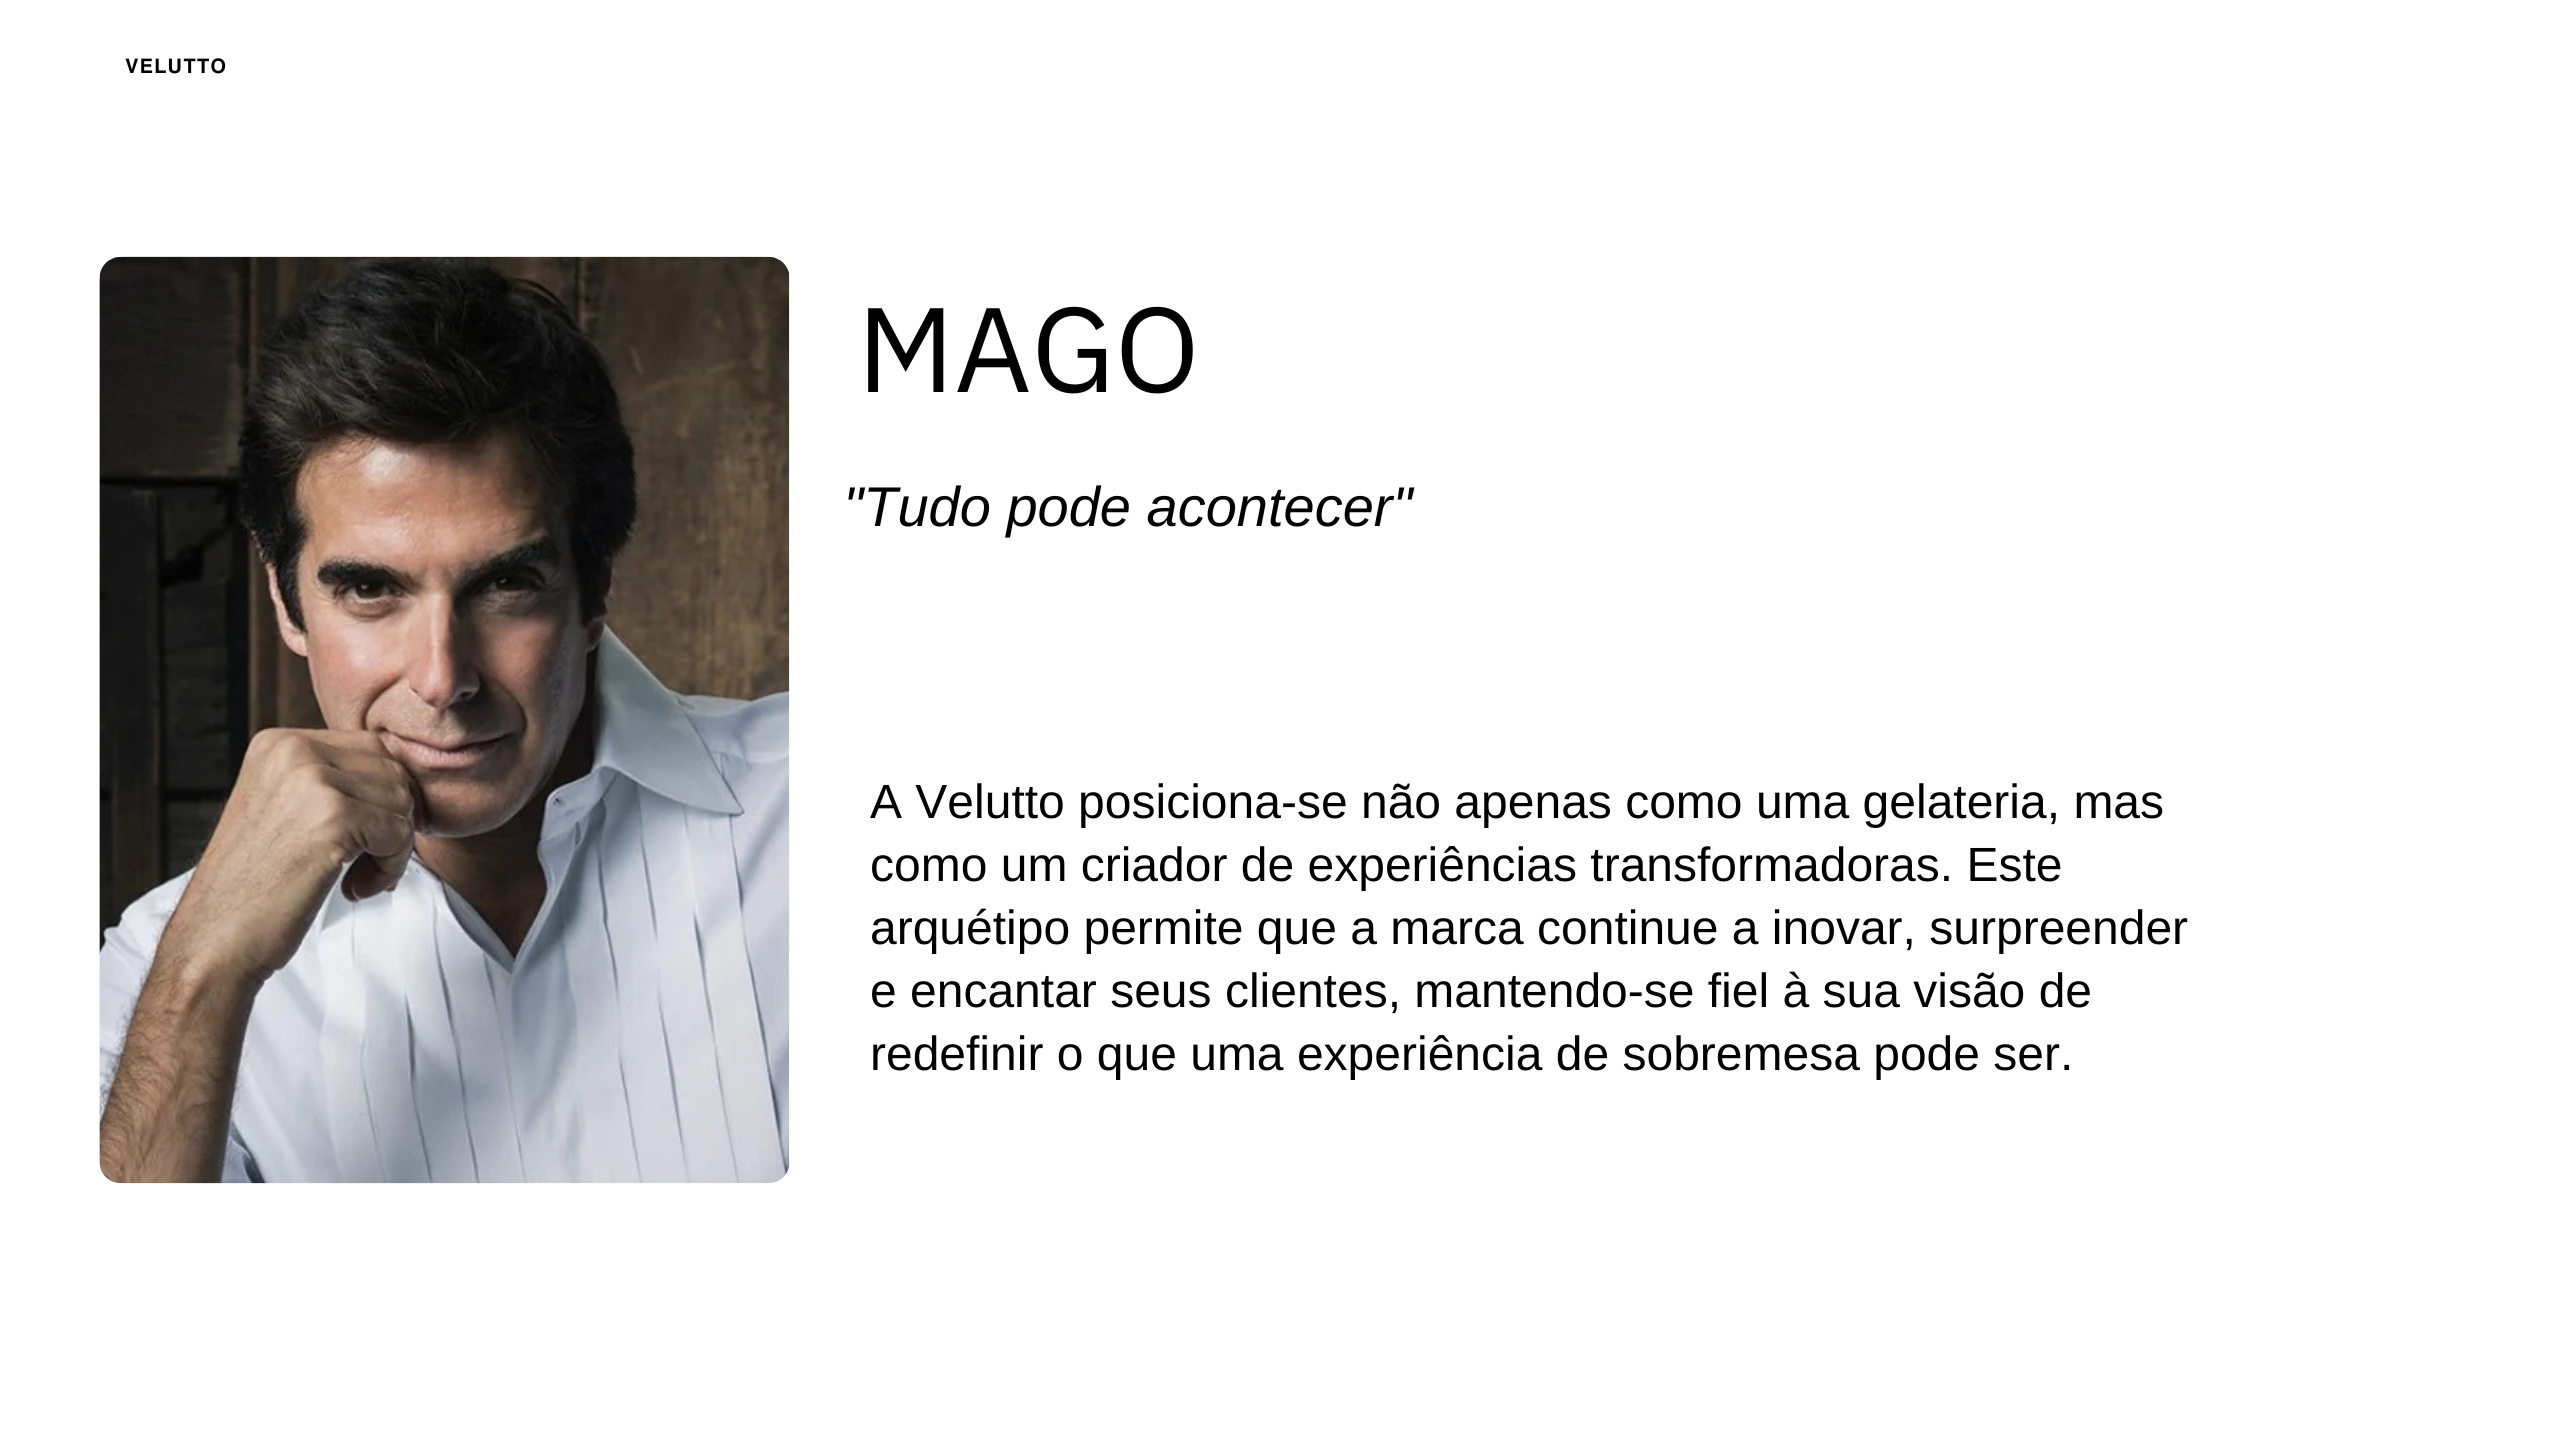 VELUTTO
MAGO
"Tudo pode acontecer"
A Velutto posiciona-se não apenas como uma gelateria, mas
como um criador de experiências transformadoras. Este
arquétipo permite que a marca continue a inovar, surpreender
e encantar seus clientes, mantendo-se fiel à sua visão de
redefinir o que uma experiência de sobremesa pode ser.